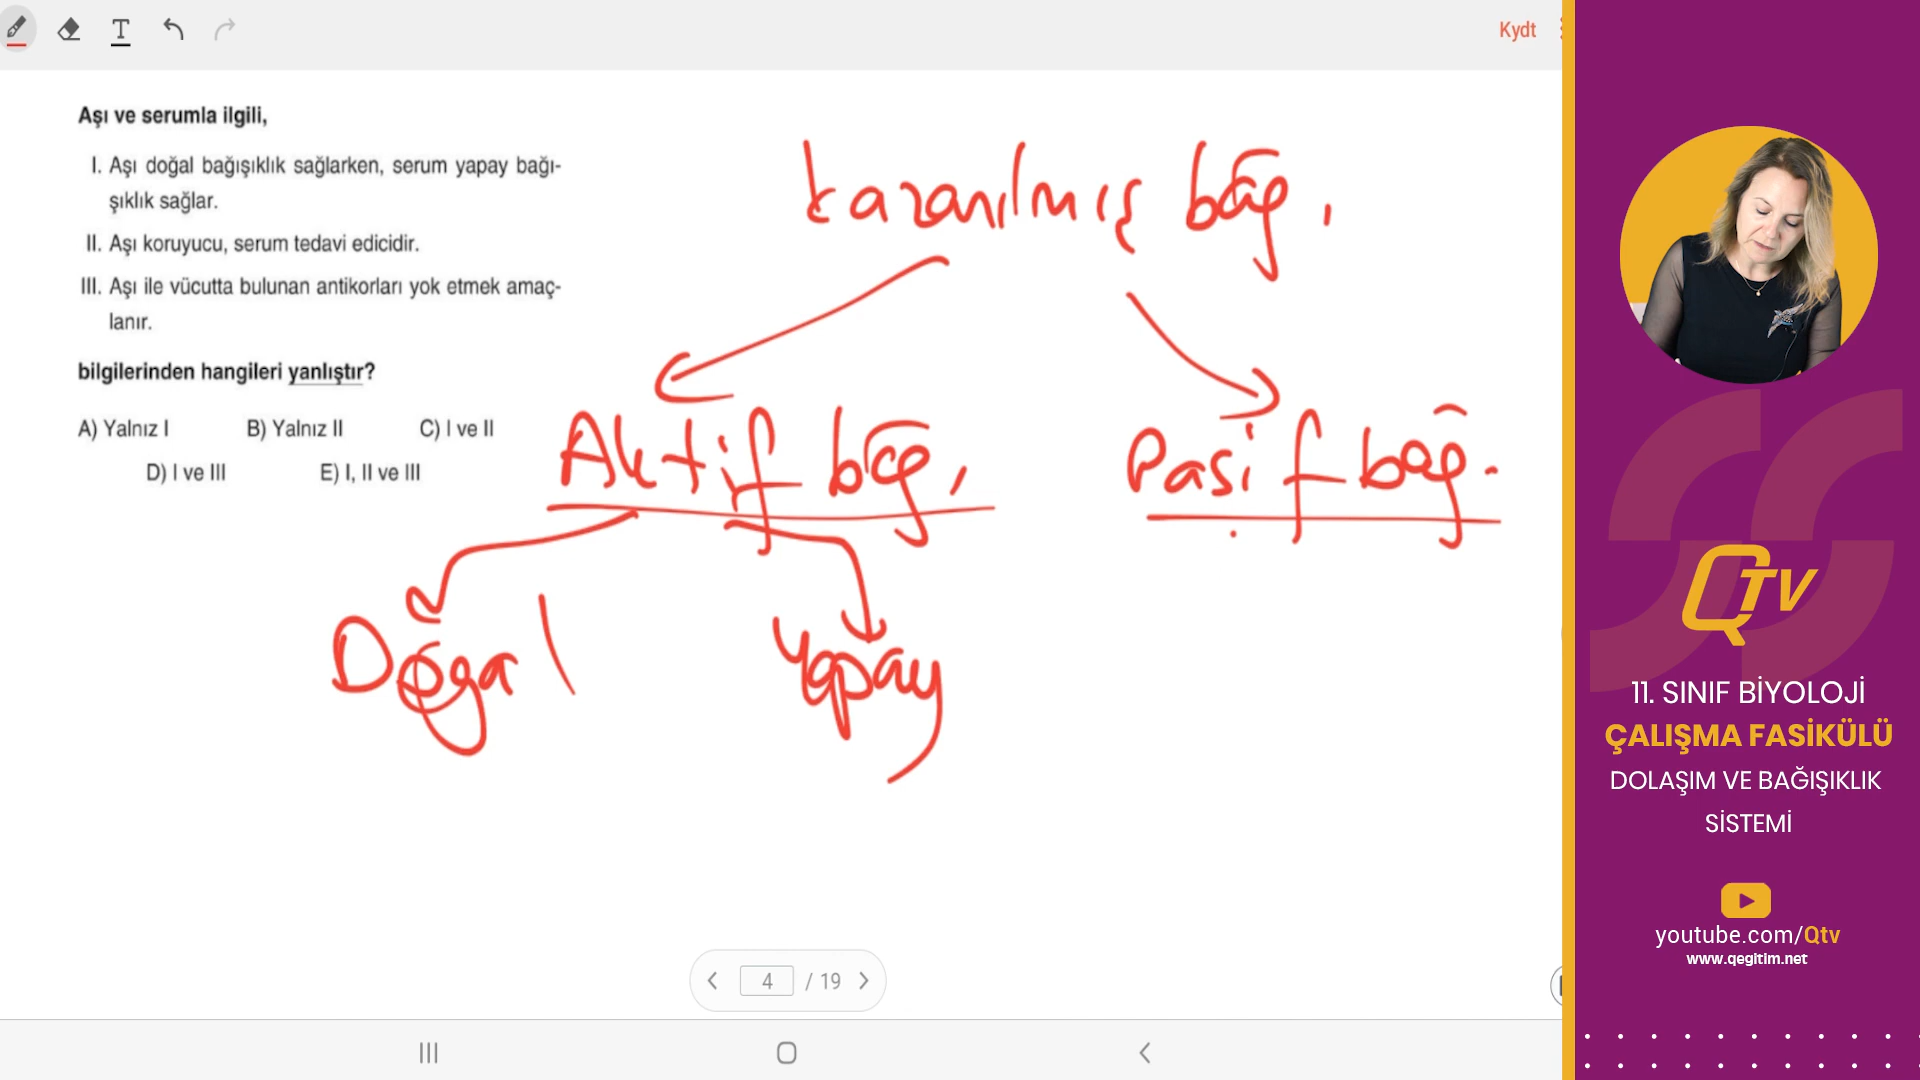 Kydt
Aşı ve serumla ilgili,
I. Aşı doğal bağışıklık sağlarken, serum yapay bağı-
şıklık sağlar.
II. Aşı koruyucu, serum tedavi edicidir.
III. Aşı ile vücutta bulunan antikorları yok etmek amaç-
lanır.
bilgilerinden hangileri yanlıştır?
A) Yalnız I B) Yalnız II C) I ve II
D) I ve III E) I, II ve III
kazanılmış bağ.
Aktif bağ. Pasif bağ.
Doğal Yapay
4 / 19
QTV
11. SINIF BİYOLOJİ
ÇALIŞMA FASİKÜLÜ
DOLAŞIM VE BAĞIŞIKLIK
SİSTEMİ
youtube.com/Qtv
www.qegitim.net